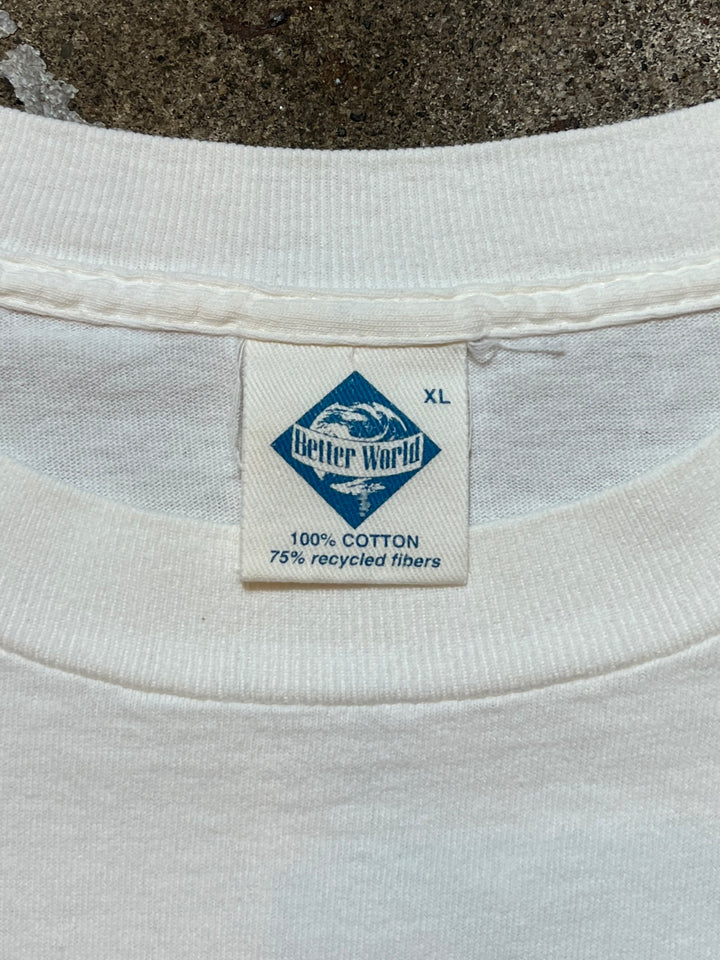 XL
Better World
100% COTTON
75% recycled fibers